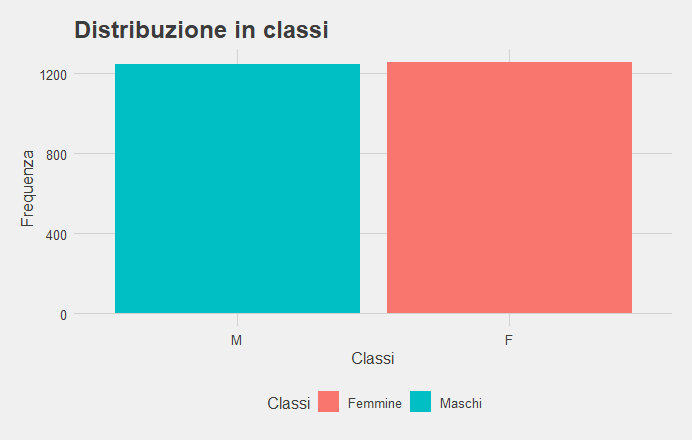 Distribuzione in classi
Frequenza
1200
800
400
0
M F
Classi
Classi Femmine Maschi